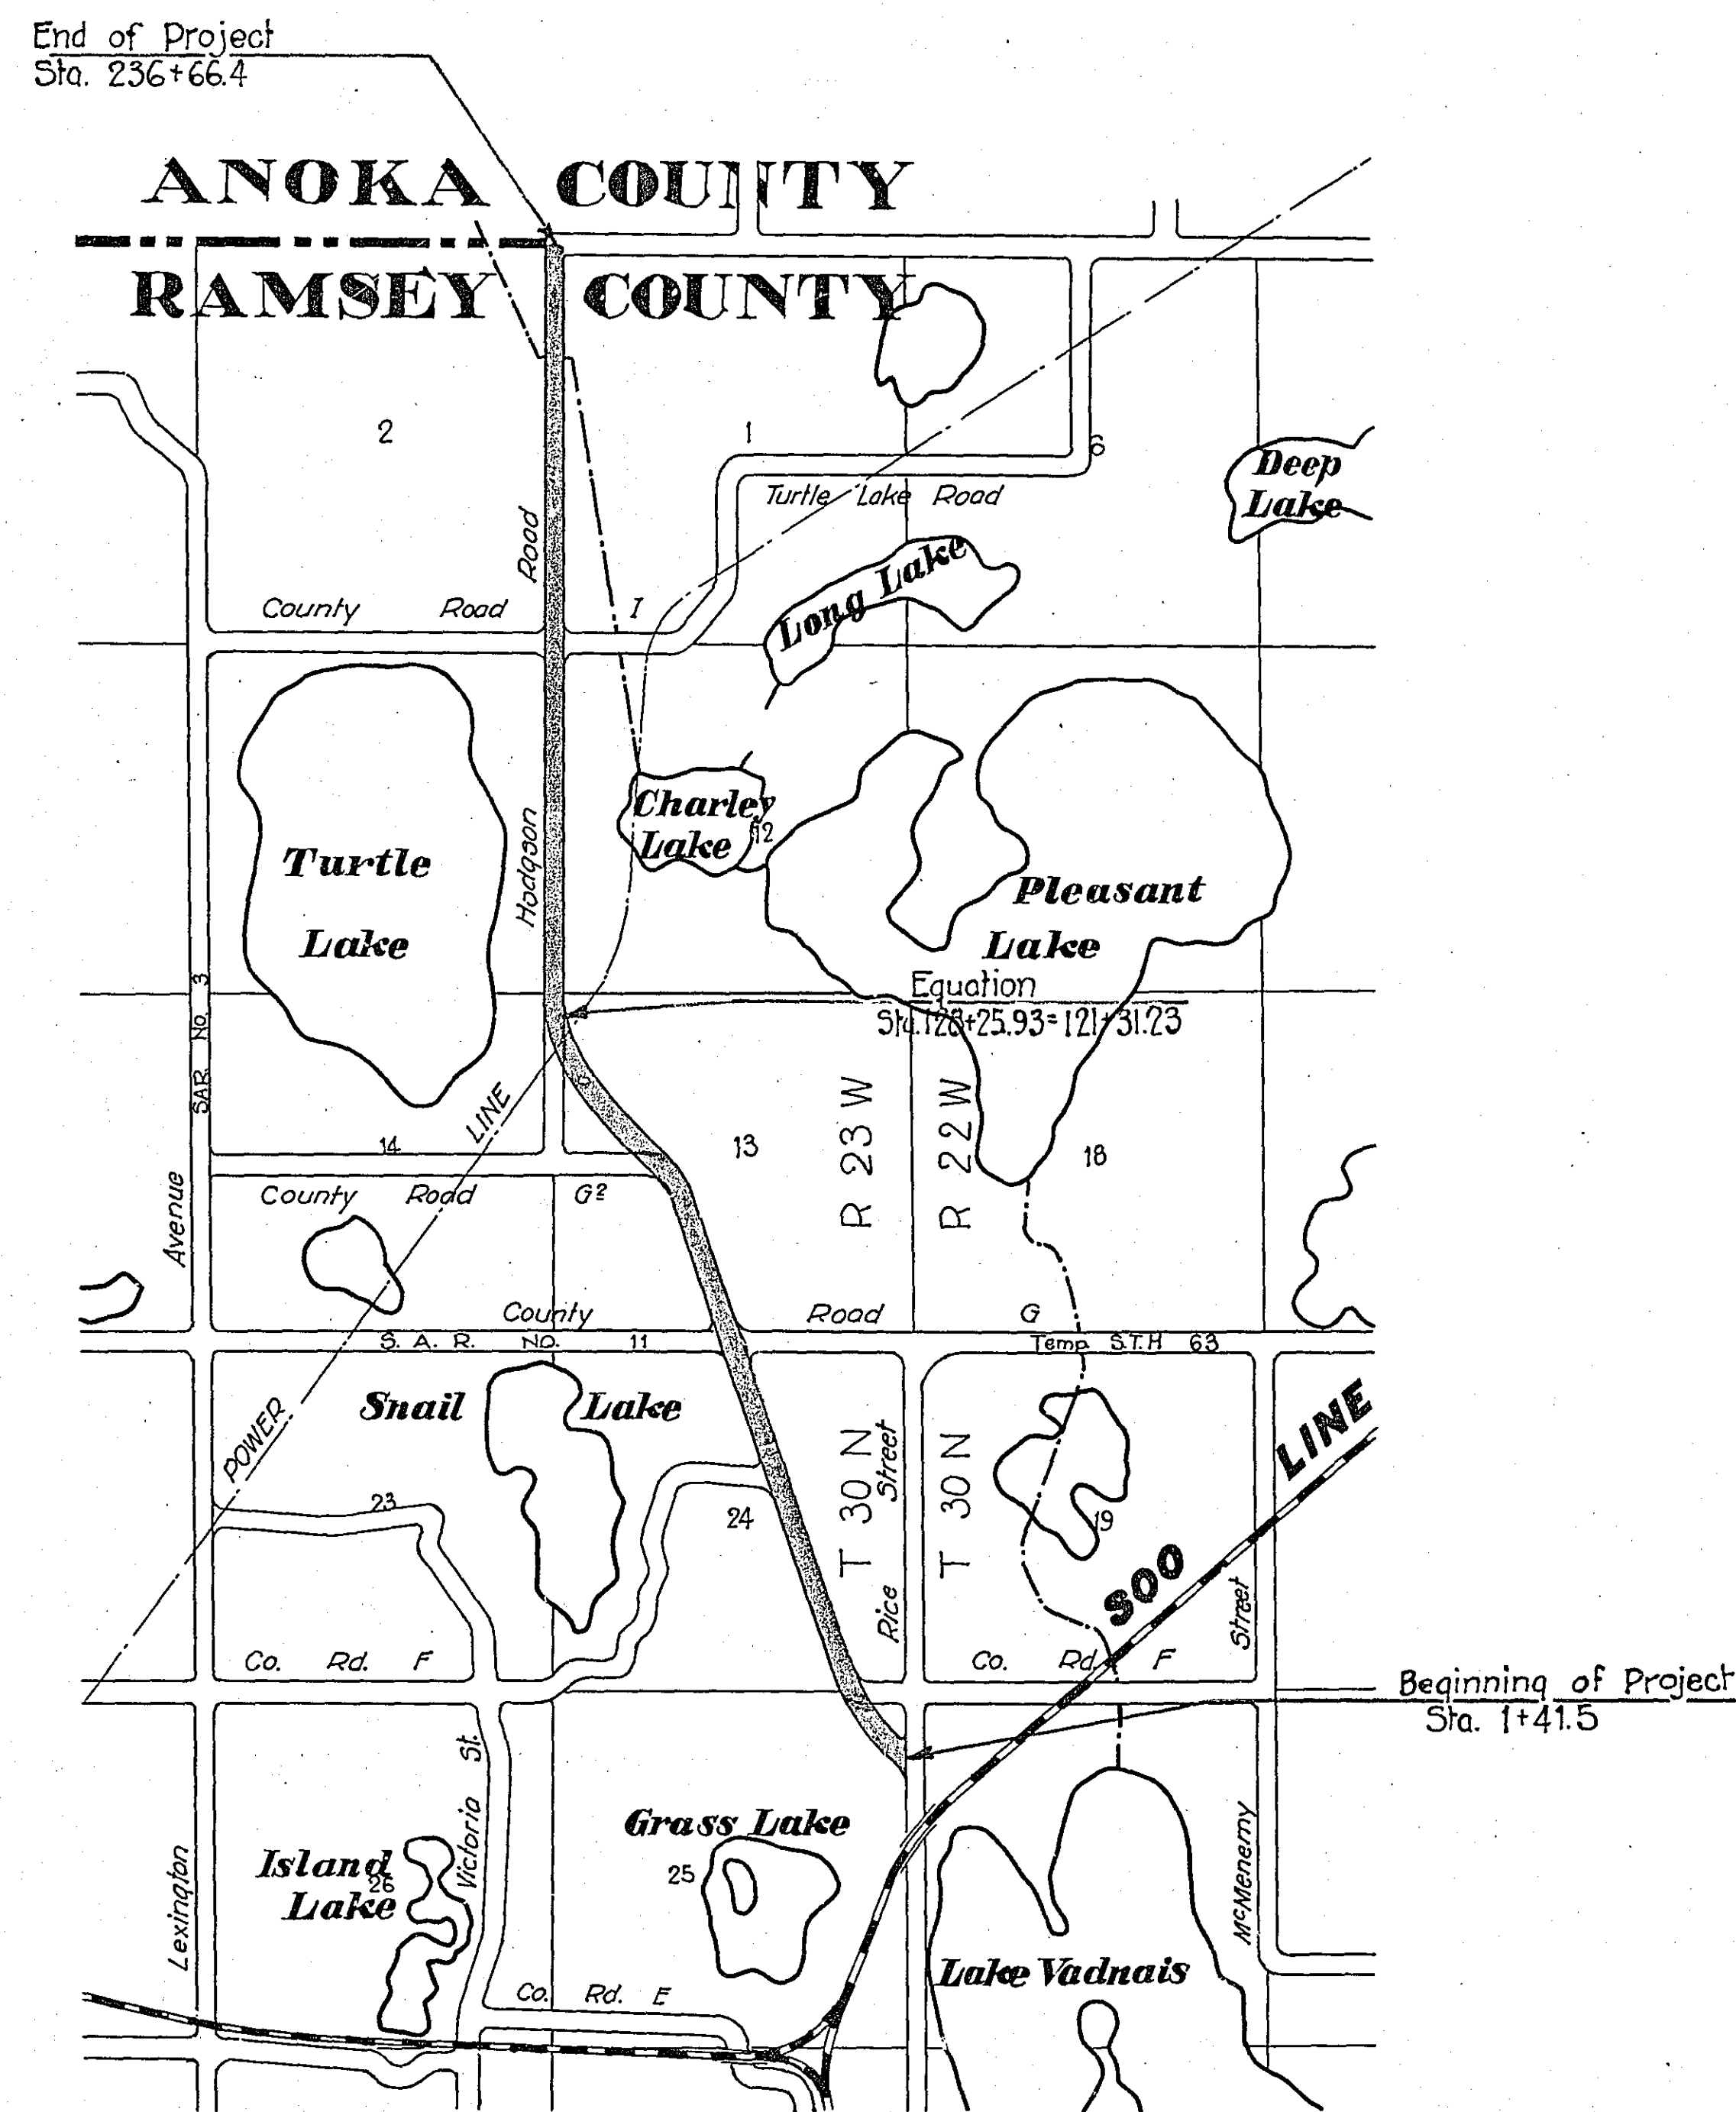 End of Project
Sta. 236+66.4
ANOKA COUNTY
RAMSEY COUNTY
2
1
6
Deep
Lake
Turtle Lake Road
Road
Long Lake
County Road I
Charley
Lake
12
Turtle
Lake
Hodgson
Pleasant
Lake
Equation
Sta. 128+25.93=121+31.23
SAR No. 3
LINE
R 23 W
R 22 W
14
13
18
County Road G2
Avenue
County Road G
S. A. R. NO. 11
Temp. S.T.H 63
Snail Lake
POWER
T 30 N
Street
T 30 N
SOO LINE
23
24
19
Rice
Street
Co. Rd. F
Co. Rd. F
Beginning of Project
Sta. 1+41.5
Victoria St.
Grass Lake
25
Island
26
Lake
Lexington
McMenemy
Lake Vadnais
Co. Rd. E